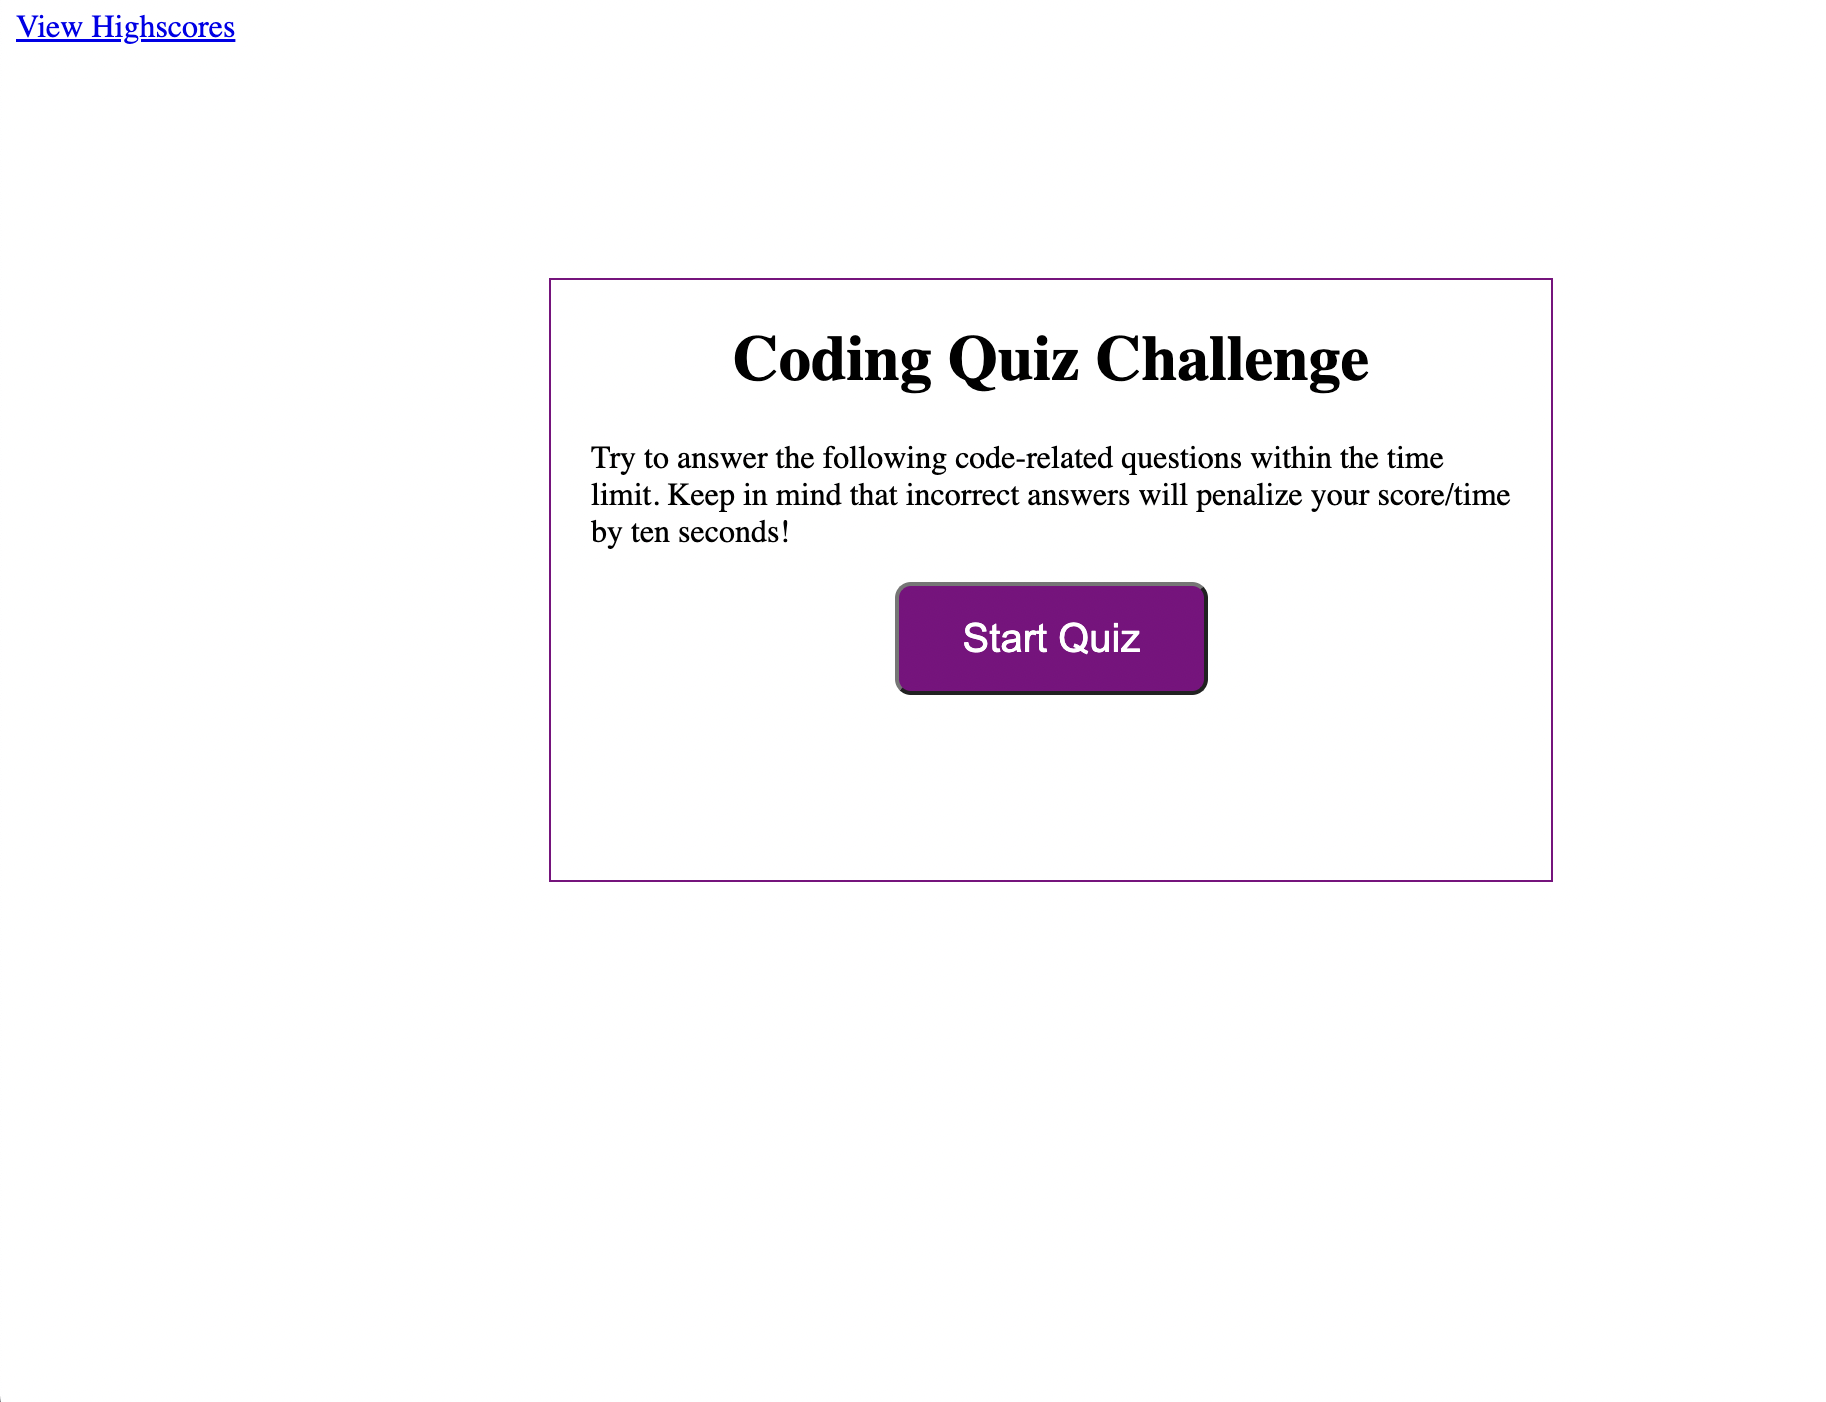 View Highscores
Coding Quiz Challenge
Try to answer the following code-related questions within the time
limit. Keep in mind that incorrect answers will penalize your score/time
by ten seconds!
Start Quiz